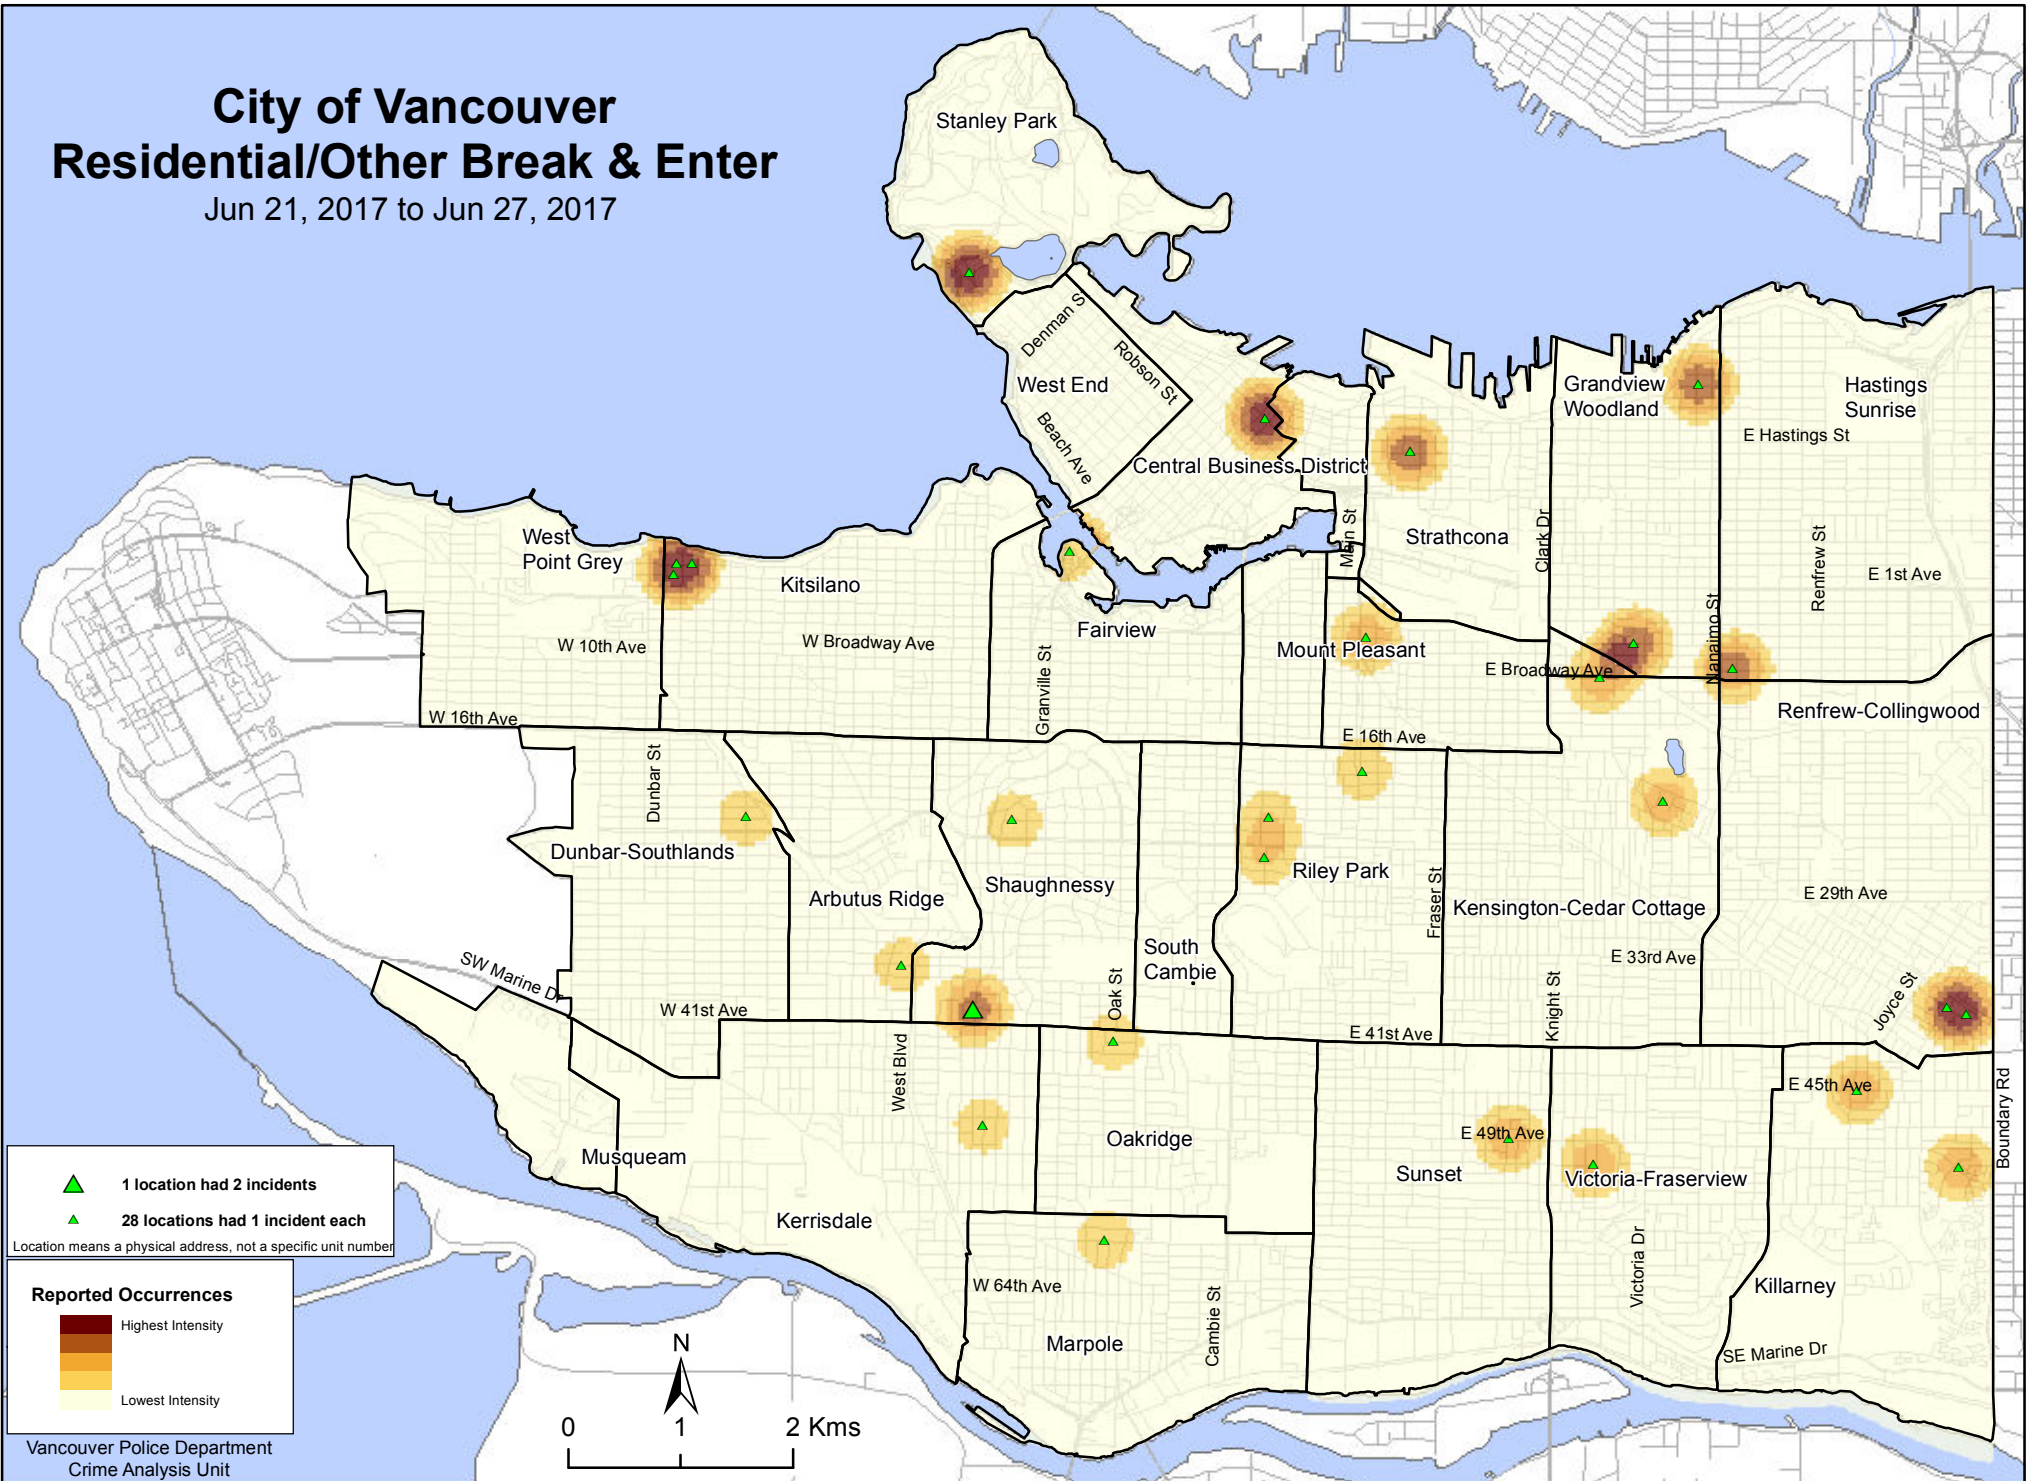 City of Vancouver
Residential/Other Break & Enter
Jun 21, 2017 to Jun 27, 2017
Stanley Park
Denman S
Robson St
West End
Beach Ave
Central Business District
Grandview
Woodland
Hastings
Sunrise
E Hastings St
Main St
Strathcona
Clark Dr
Renfrew St
E 1st Ave
West
Point Grey
Kitsilano
W 10th Ave
W Broadway Ave
Fairview
Granville St
Mount Pleasant
E Broadway Ave
Nanaimo St
W 16th Ave
E 16th Ave
Renfrew-Collingwood
Dunbar St
Dunbar-Southlands
Arbutus Ridge
Shaughnessy
South
Cambie
Oak St
Riley Park
Fraser St
Kensington-Cedar Cottage
E 29th Ave
E 33rd Ave
Knight St
Joyce St
SW Marine Dr
W 41st Ave
E 41st Ave
West Blvd
E 45th Ave
Boundary Rd
Musqueam
Oakridge
E 49th Ave
Sunset
Victoria-Fraserview
Kerrisdale
W 64th Ave
Marpole
Cambie St
Victoria Dr
Killarney
SE Marine Dr
1 location had 2 incidents
28 locations had 1 incident each
Location means a physical address, not a specific unit number
Reported Occurrences
Highest Intensity
Lowest Intensity
Vancouver Police Department
Crime Analysis Unit
N
0 1 2 Kms